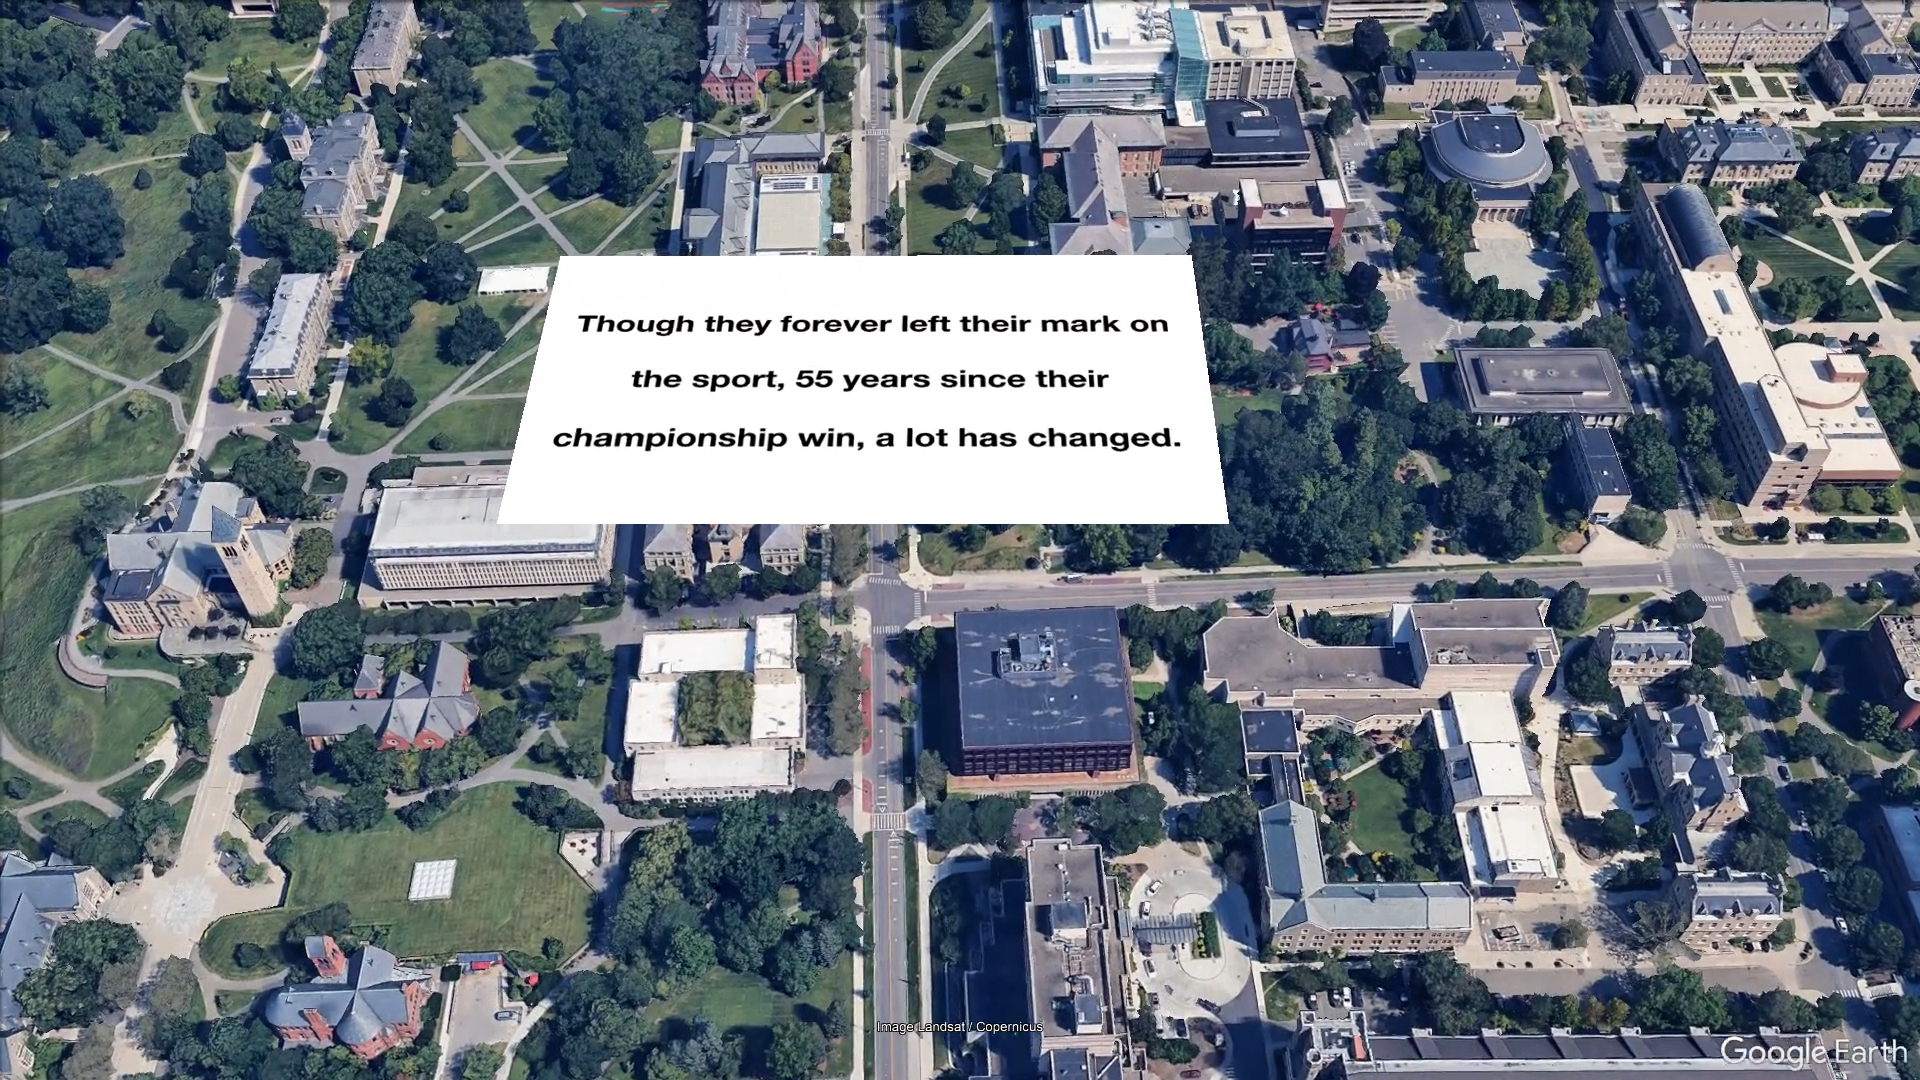 Though they forever left their mark on
the sport, 55 years since their
championship win, a lot has changed.
Image Landsat / Copernicus
Google Earth